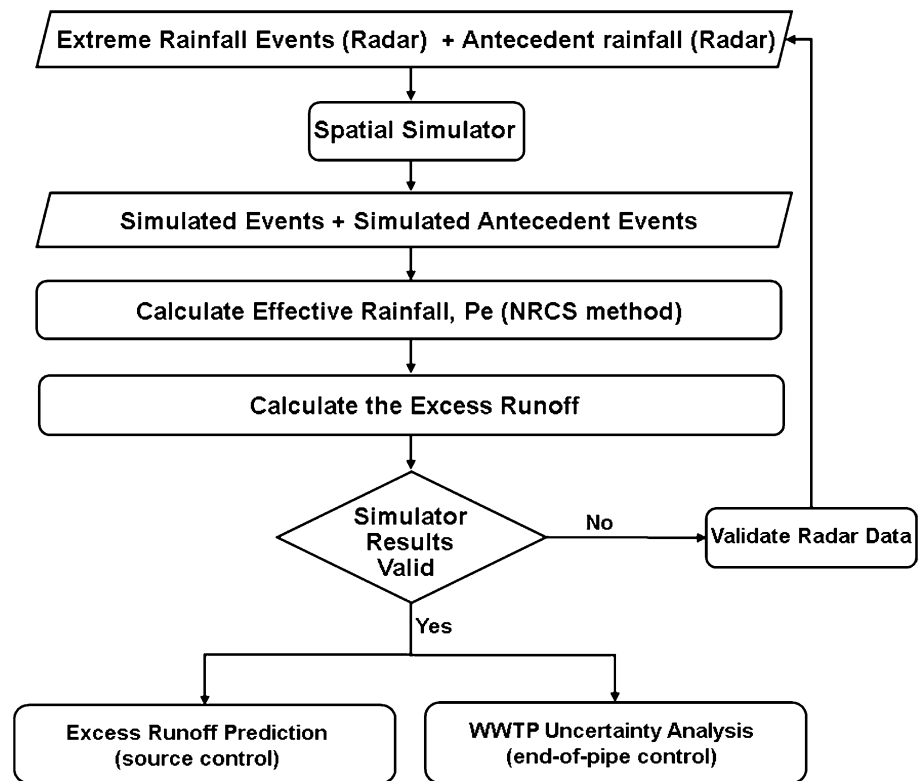 Extreme Rainfall Events (Radar) + Antecedent rainfall (Radar)
Spatial Simulator
Simulated Events + Simulated Antecedent Events
Calculate Effective Rainfall, Pe (NRCS method)
Calculate the Excess Runoff
Simulator
Results
Valid
No
Validate Radar Data
Yes
Excess Runoff Prediction
(source control)
WWTP Uncertainty Analysis
(end-of-pipe control)